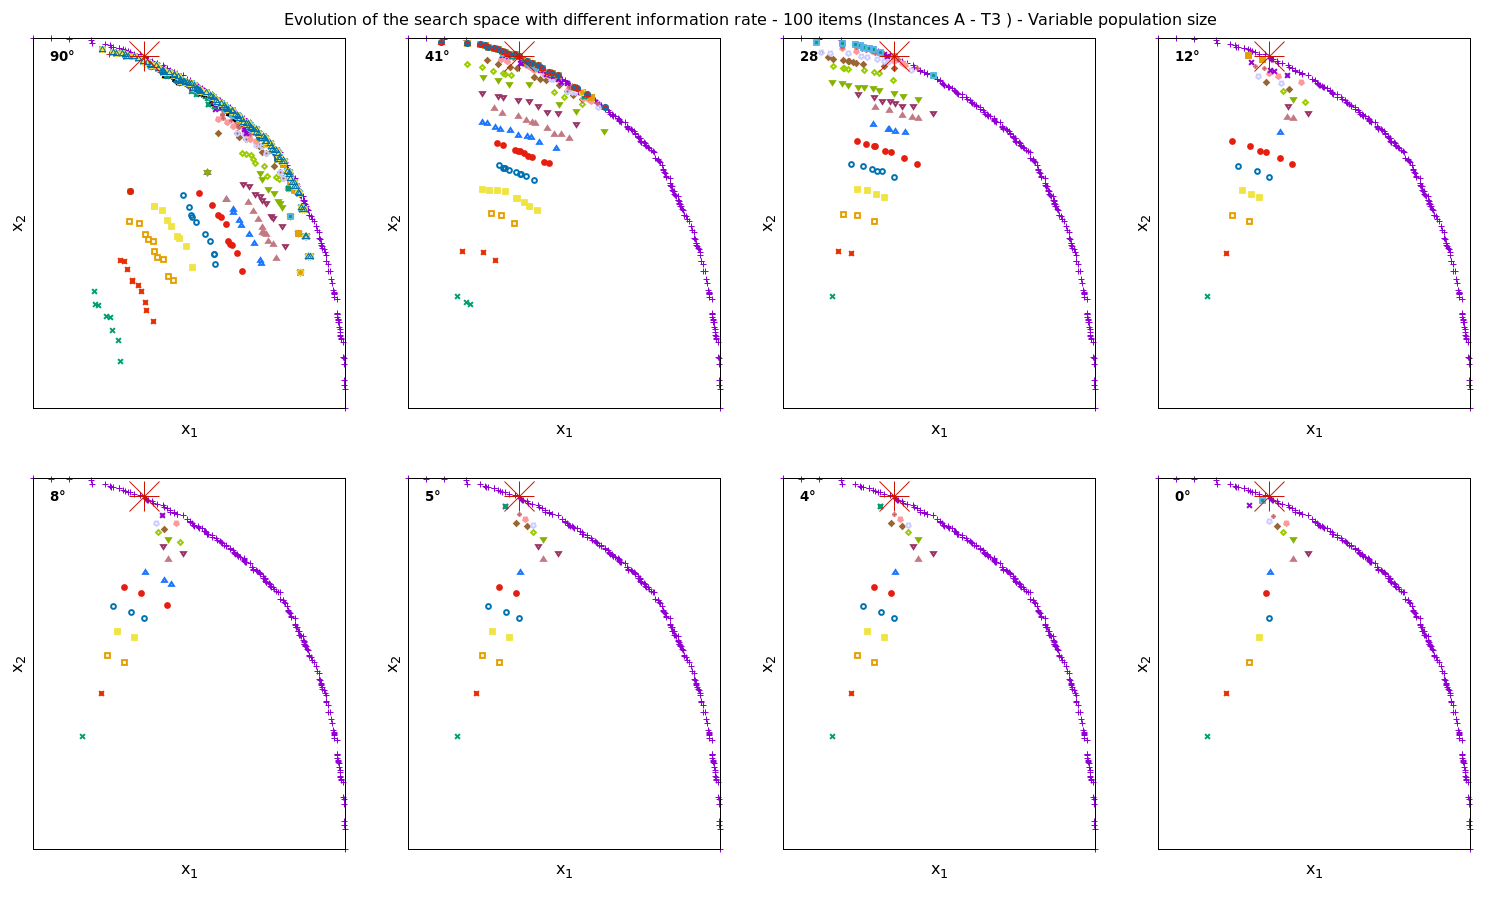 Evolution of the search space with different information rate - 100 items (Instances A - T3 ) - Variable population size
90°
41°
28
12°
x2
x2
x2
x2
x1
x1
x1
x1
8°
5°
4°
0°
x2
x2
x2
x2
x1
x1
x1
x1